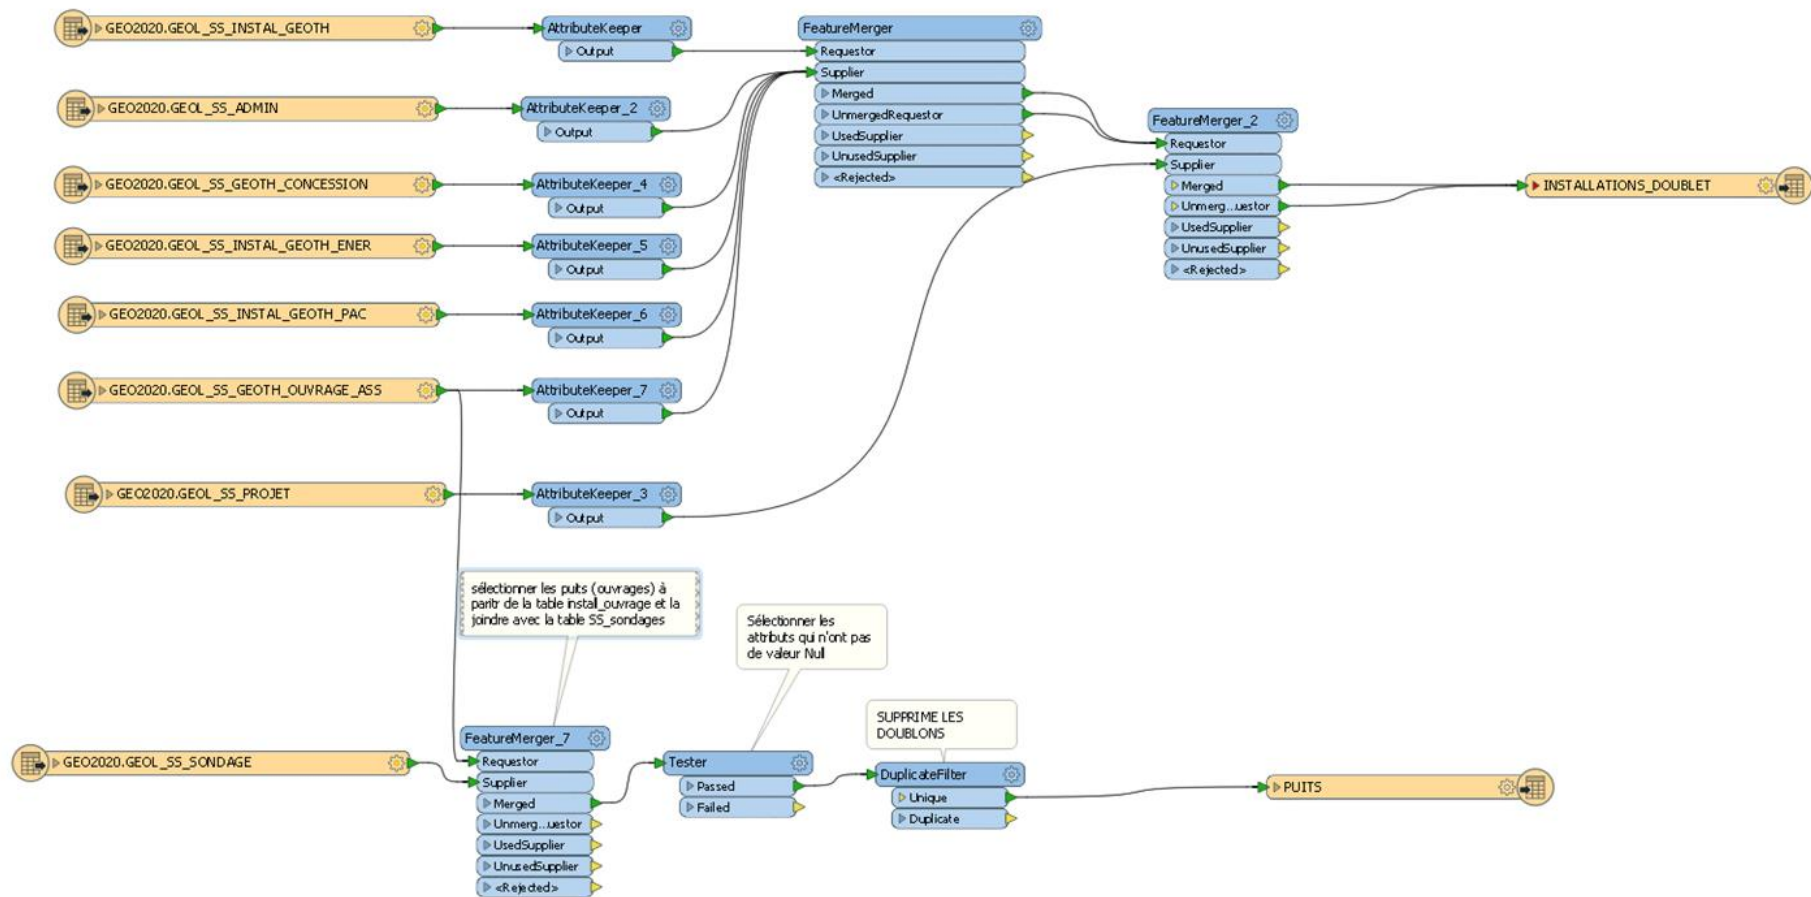 GEO2020.GEOL_SS_INSTAL_GEOTH
AttributeKeeper
Output
FeatureMerger
Requestor
Supplier
Merged
UnmergedRequestor
UsedSupplier
UnusedSupplier
<Rejected>
GEO2020.GEOL_SS_ADMIN
AttributeKeeper_2
Output
FeatureMerger_2
Requestor
Supplier
Merged
Unmerg...uestor
UsedSupplier
UnusedSupplier
<Rejected>
INSTALLATIONS_DOUBLET
GEO2020.GEOL_SS_GEOTH_CONCESSION
AttributeKeeper_4
Output
GEO2020.GEOL_SS_INSTAL_GEOTH_ENER
AttributeKeeper_5
Output
GEO2020.GEOL_SS_INSTAL_GEOTH_PAC
AttributeKeeper_6
Output
GEO2020.GEOL_SS_GEOTH_OUVRAGE_ASS
AttributeKeeper_7
Output
GEO2020.GEOL_SS_PROJET
AttributeKeeper_3
Output
sélectionner les puits (ouvrages) à
paritr de la table install_ouvrage et la
joindre avec la table SS_sondages
Sélectionner les
attributs qui n'ont pas
de valeur Null
SUPPRIME LES
DOUBLONS
GEO2020.GEOL_SS_SONDAGE
FeatureMerger_7
Requestor
Supplier
Merged
Unmerg...uestor
UsedSupplier
UnusedSupplier
<Rejected>
Tester
Passed
Failed
DuplicateFilter
Unique
Duplicate
PUITS